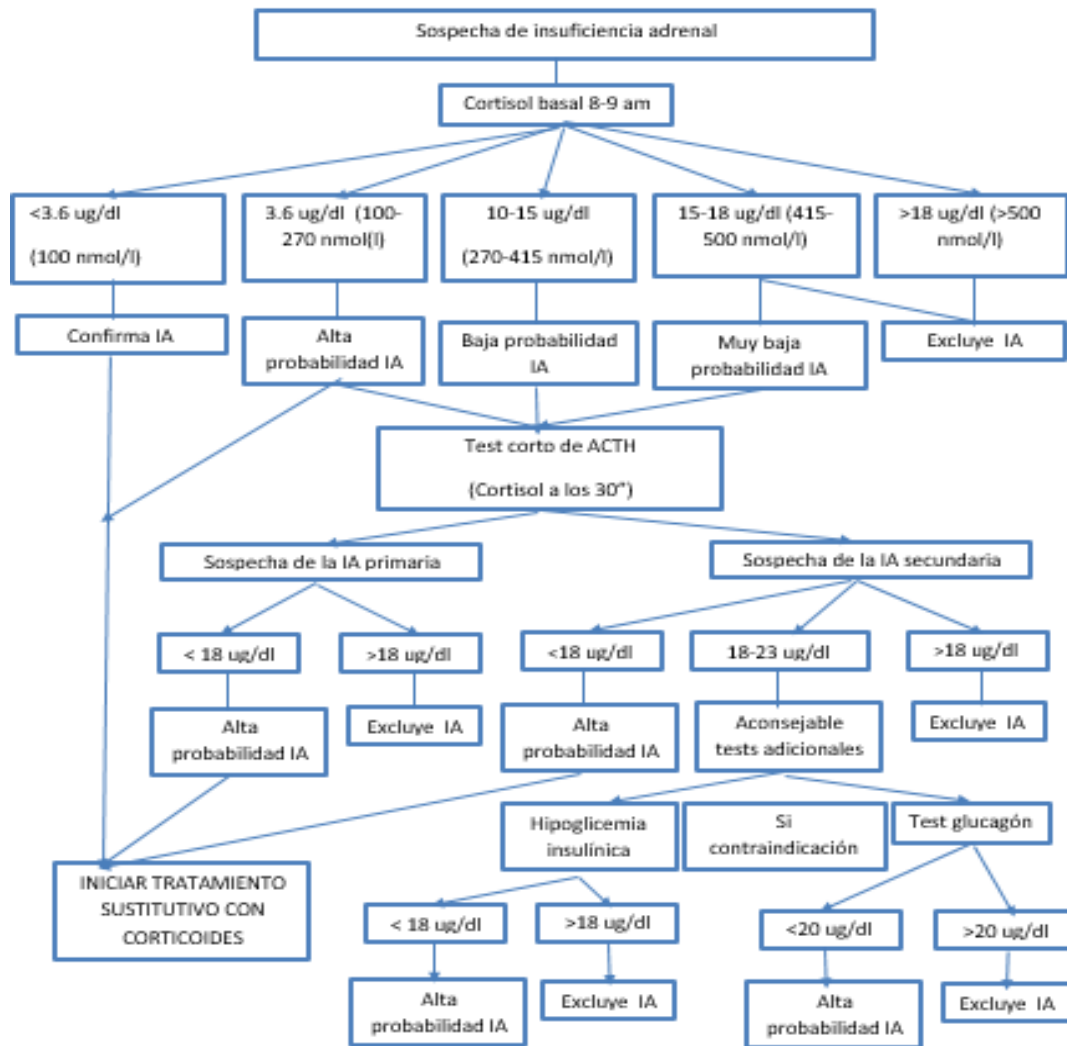 Sospecha de insuficiencia adrenal
Cortisol basal 8-9 am
<3.6 ug/dl
(100 nmol/l)
3.6 ug/dl (100-
270 nmol(l)
10-15 ug/dl
(270-415 nmol/l)
15-18 ug/dl (415-
500 nmol/l)
>18 ug/dl (>500
nmol/l)
Confirma IA
Alta
probabilidad IA
Baja probabilidad
IA
Muy baja
probabilidad IA
Excluye IA
Test corto de ACTH
(Cortisol a los 30")
Sospecha de la IA primaria
Sospecha de la IA secundaria
< 18 ug/dl
>18 ug/dl
<18 ug/dl
18-23 ug/dl
>18 ug/dl
Alta
probabilidad IA
Excluye IA
Alta
probabilidad IA
Aconsejable
tests adicionales
Excluye IA
Hipoglicemia
insulínica
Si
contraindicación
Test glucagón
INICIAR TRATAMIENTO
SUSTITUTIVO CON
CORTICOIDES
< 18 ug/dl
>18 ug/dl
<20 ug/dl
>20 ug/dl
Alta
probabilidad IA
Excluye IA
Alta
probabilidad IA
Excluye IA